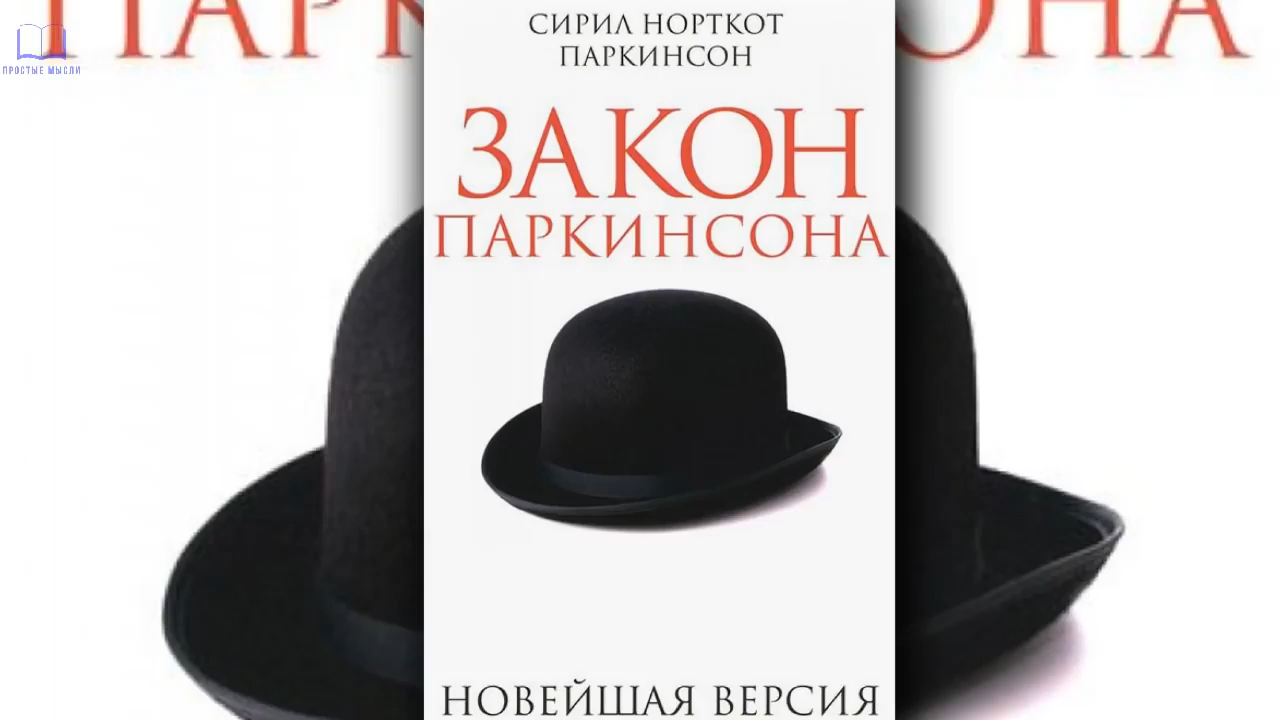 ПРОСТЫЕ МЫСЛИ
СИРИЛ НОРТКОТ
ПАРКИНСОН
ЗАКОН
ПАРКИНСОНА
НОВЕЙШАЯ ВЕРСИЯ